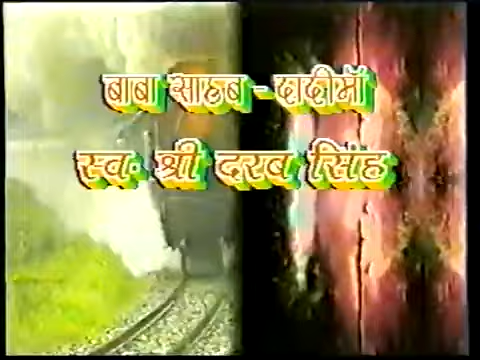 बाबा साहब - दादीमाँ
स्व. श्री दरब सिंह